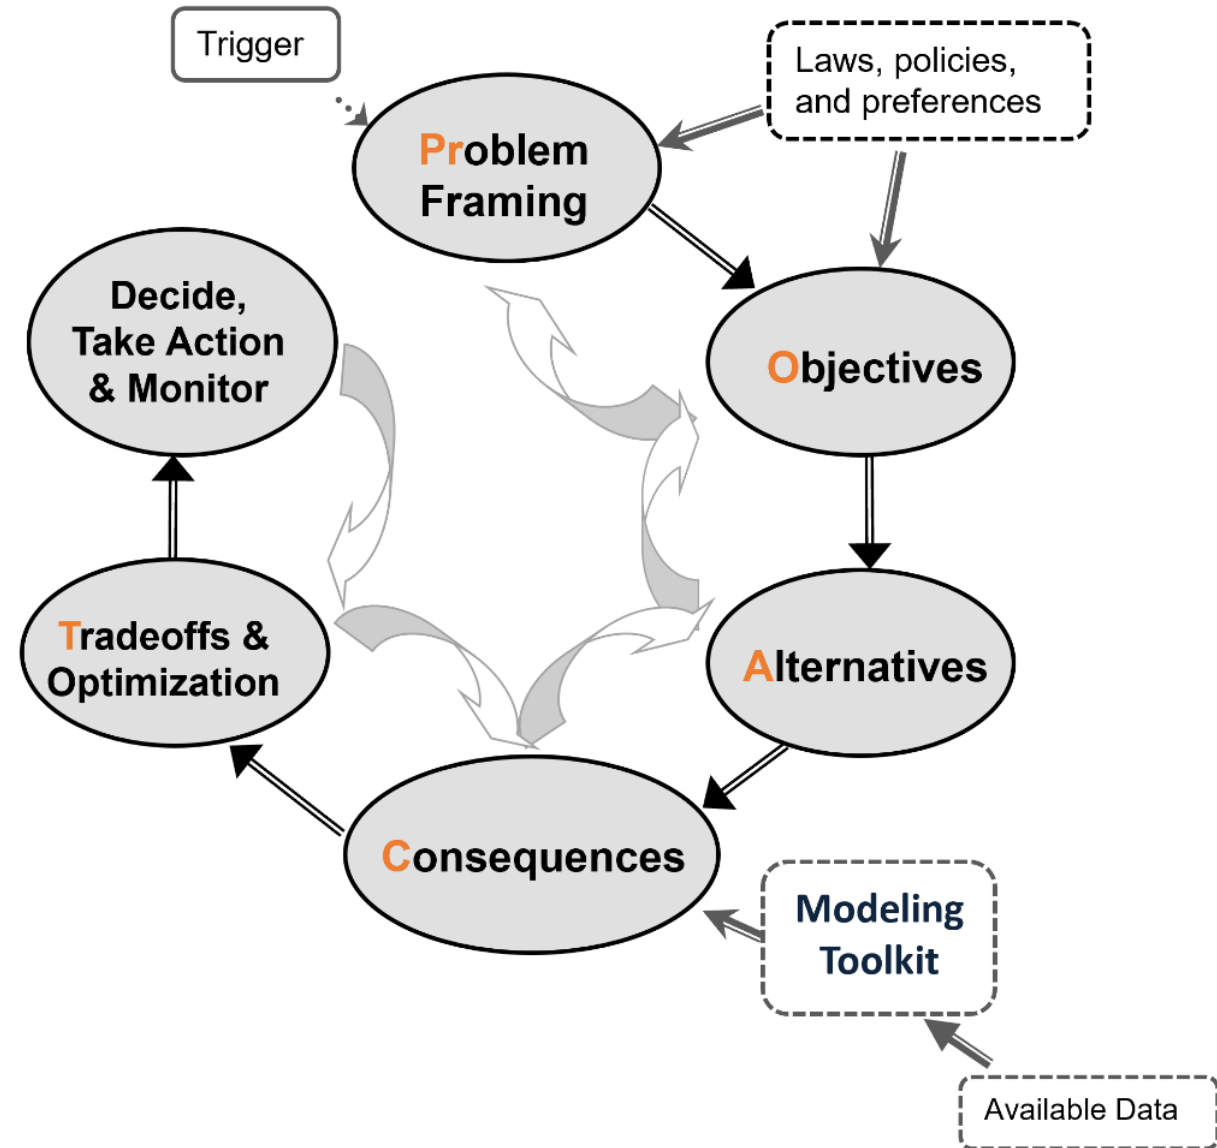 Trigger
Laws, policies,
and preferences
Problem
Framing
Objectives
Alternatives
Consequences
Tradeoffs &
Optimization
Decide,
Take Action
& Monitor
Modeling
Toolkit
Available Data